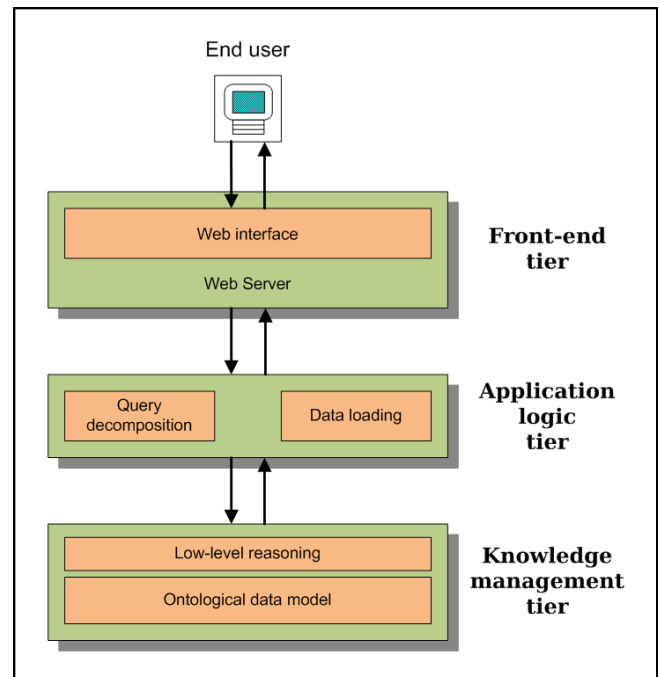 End user
Web interface
Web Server
Front-end
tier
Query
decomposition
Data loading
Application
logic
tier
Low-level reasoning
Ontological data model
Knowledge
management
tier